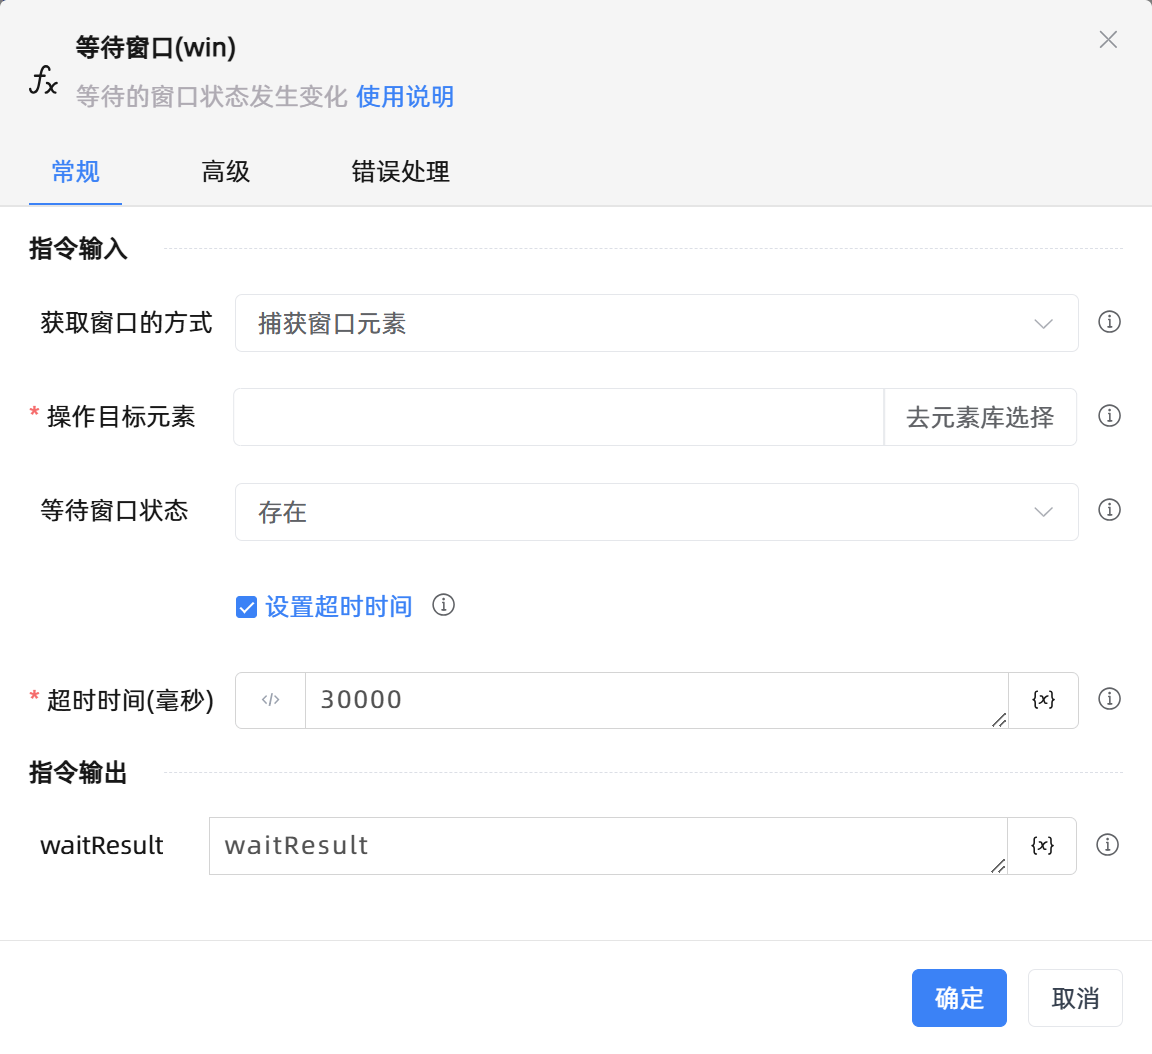 等待窗口(win)
等待的窗口状态发生变化 使用说明
常规 高级 错误处理
指令输入
获取窗口的方式 捕获窗口元素
* 操作目标元素 去元素库选择
等待窗口状态 存在
设置超时时间
* 超时时间(毫秒) </> 30000 {x}
指令输出
waitResult waitResult {x}
确定 取消